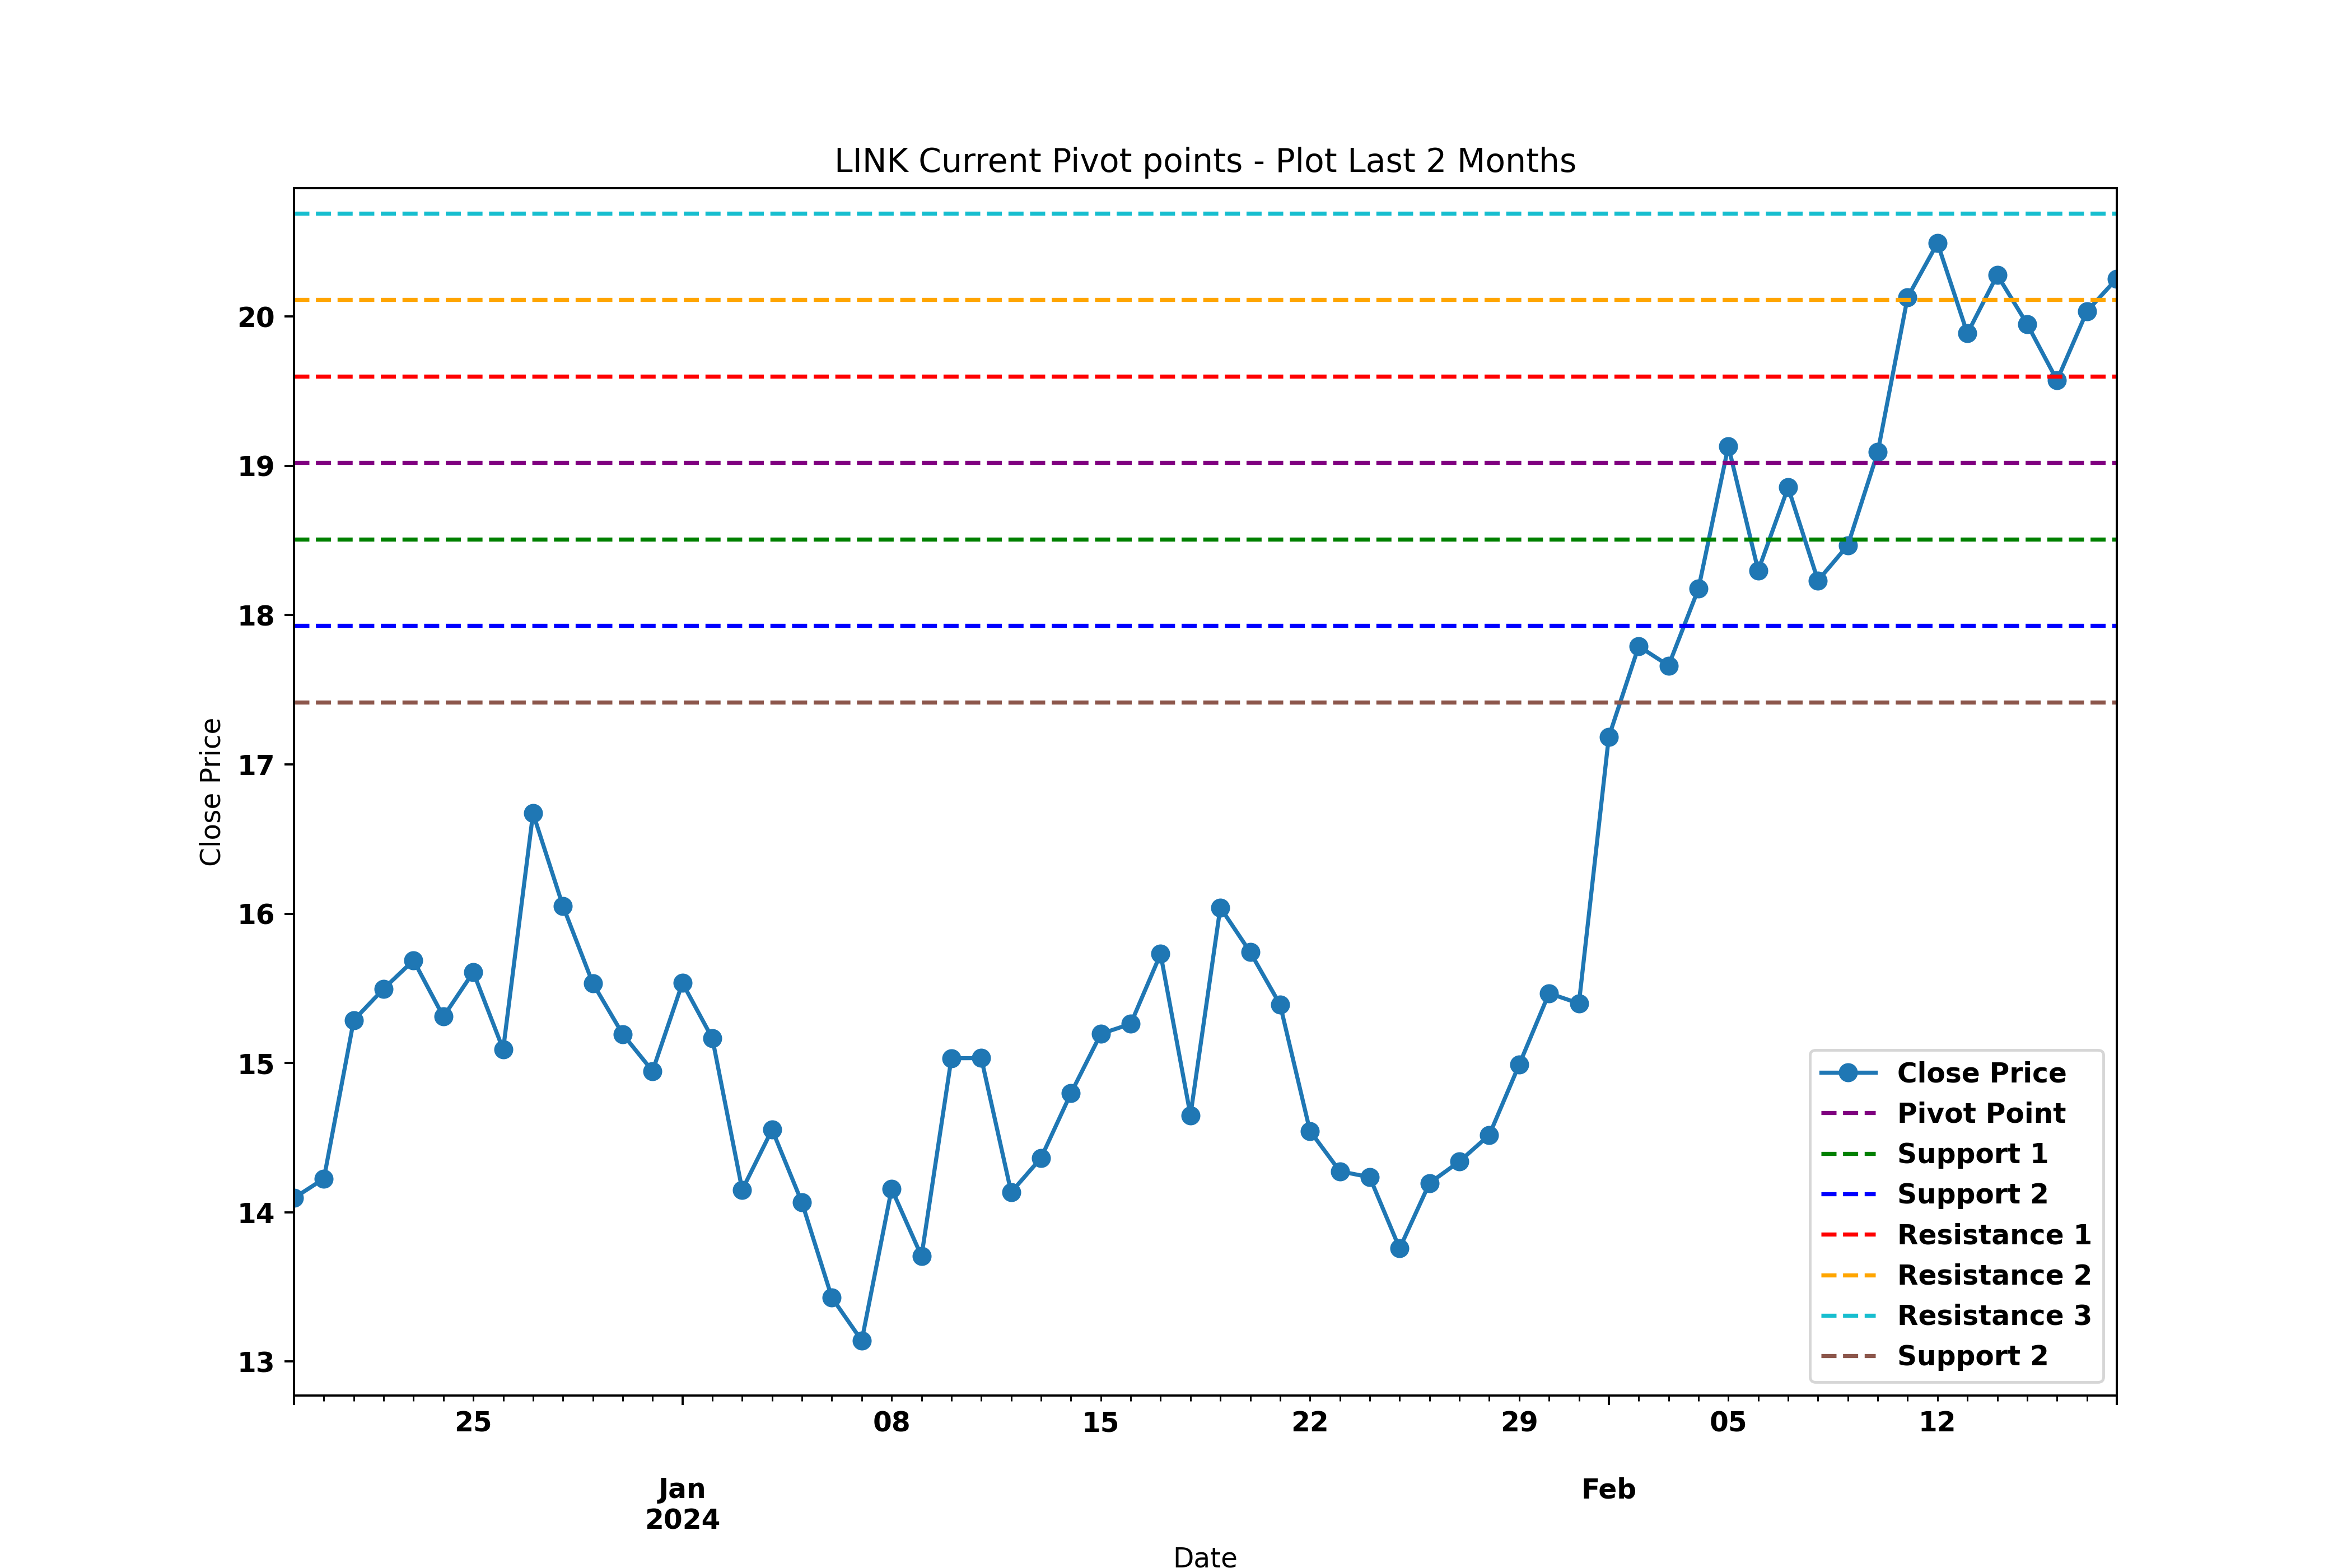 LINK Current Pivot points - Plot Last 2 Months
Close Price
20
19
18
17
16
15
14
13
Close Price
Pivot Point
Support 1
Support 2
Resistance 1
Resistance 2
Resistance 3
Support 2
25 08 15 22 29 05 12
Jan Feb
2024
Date